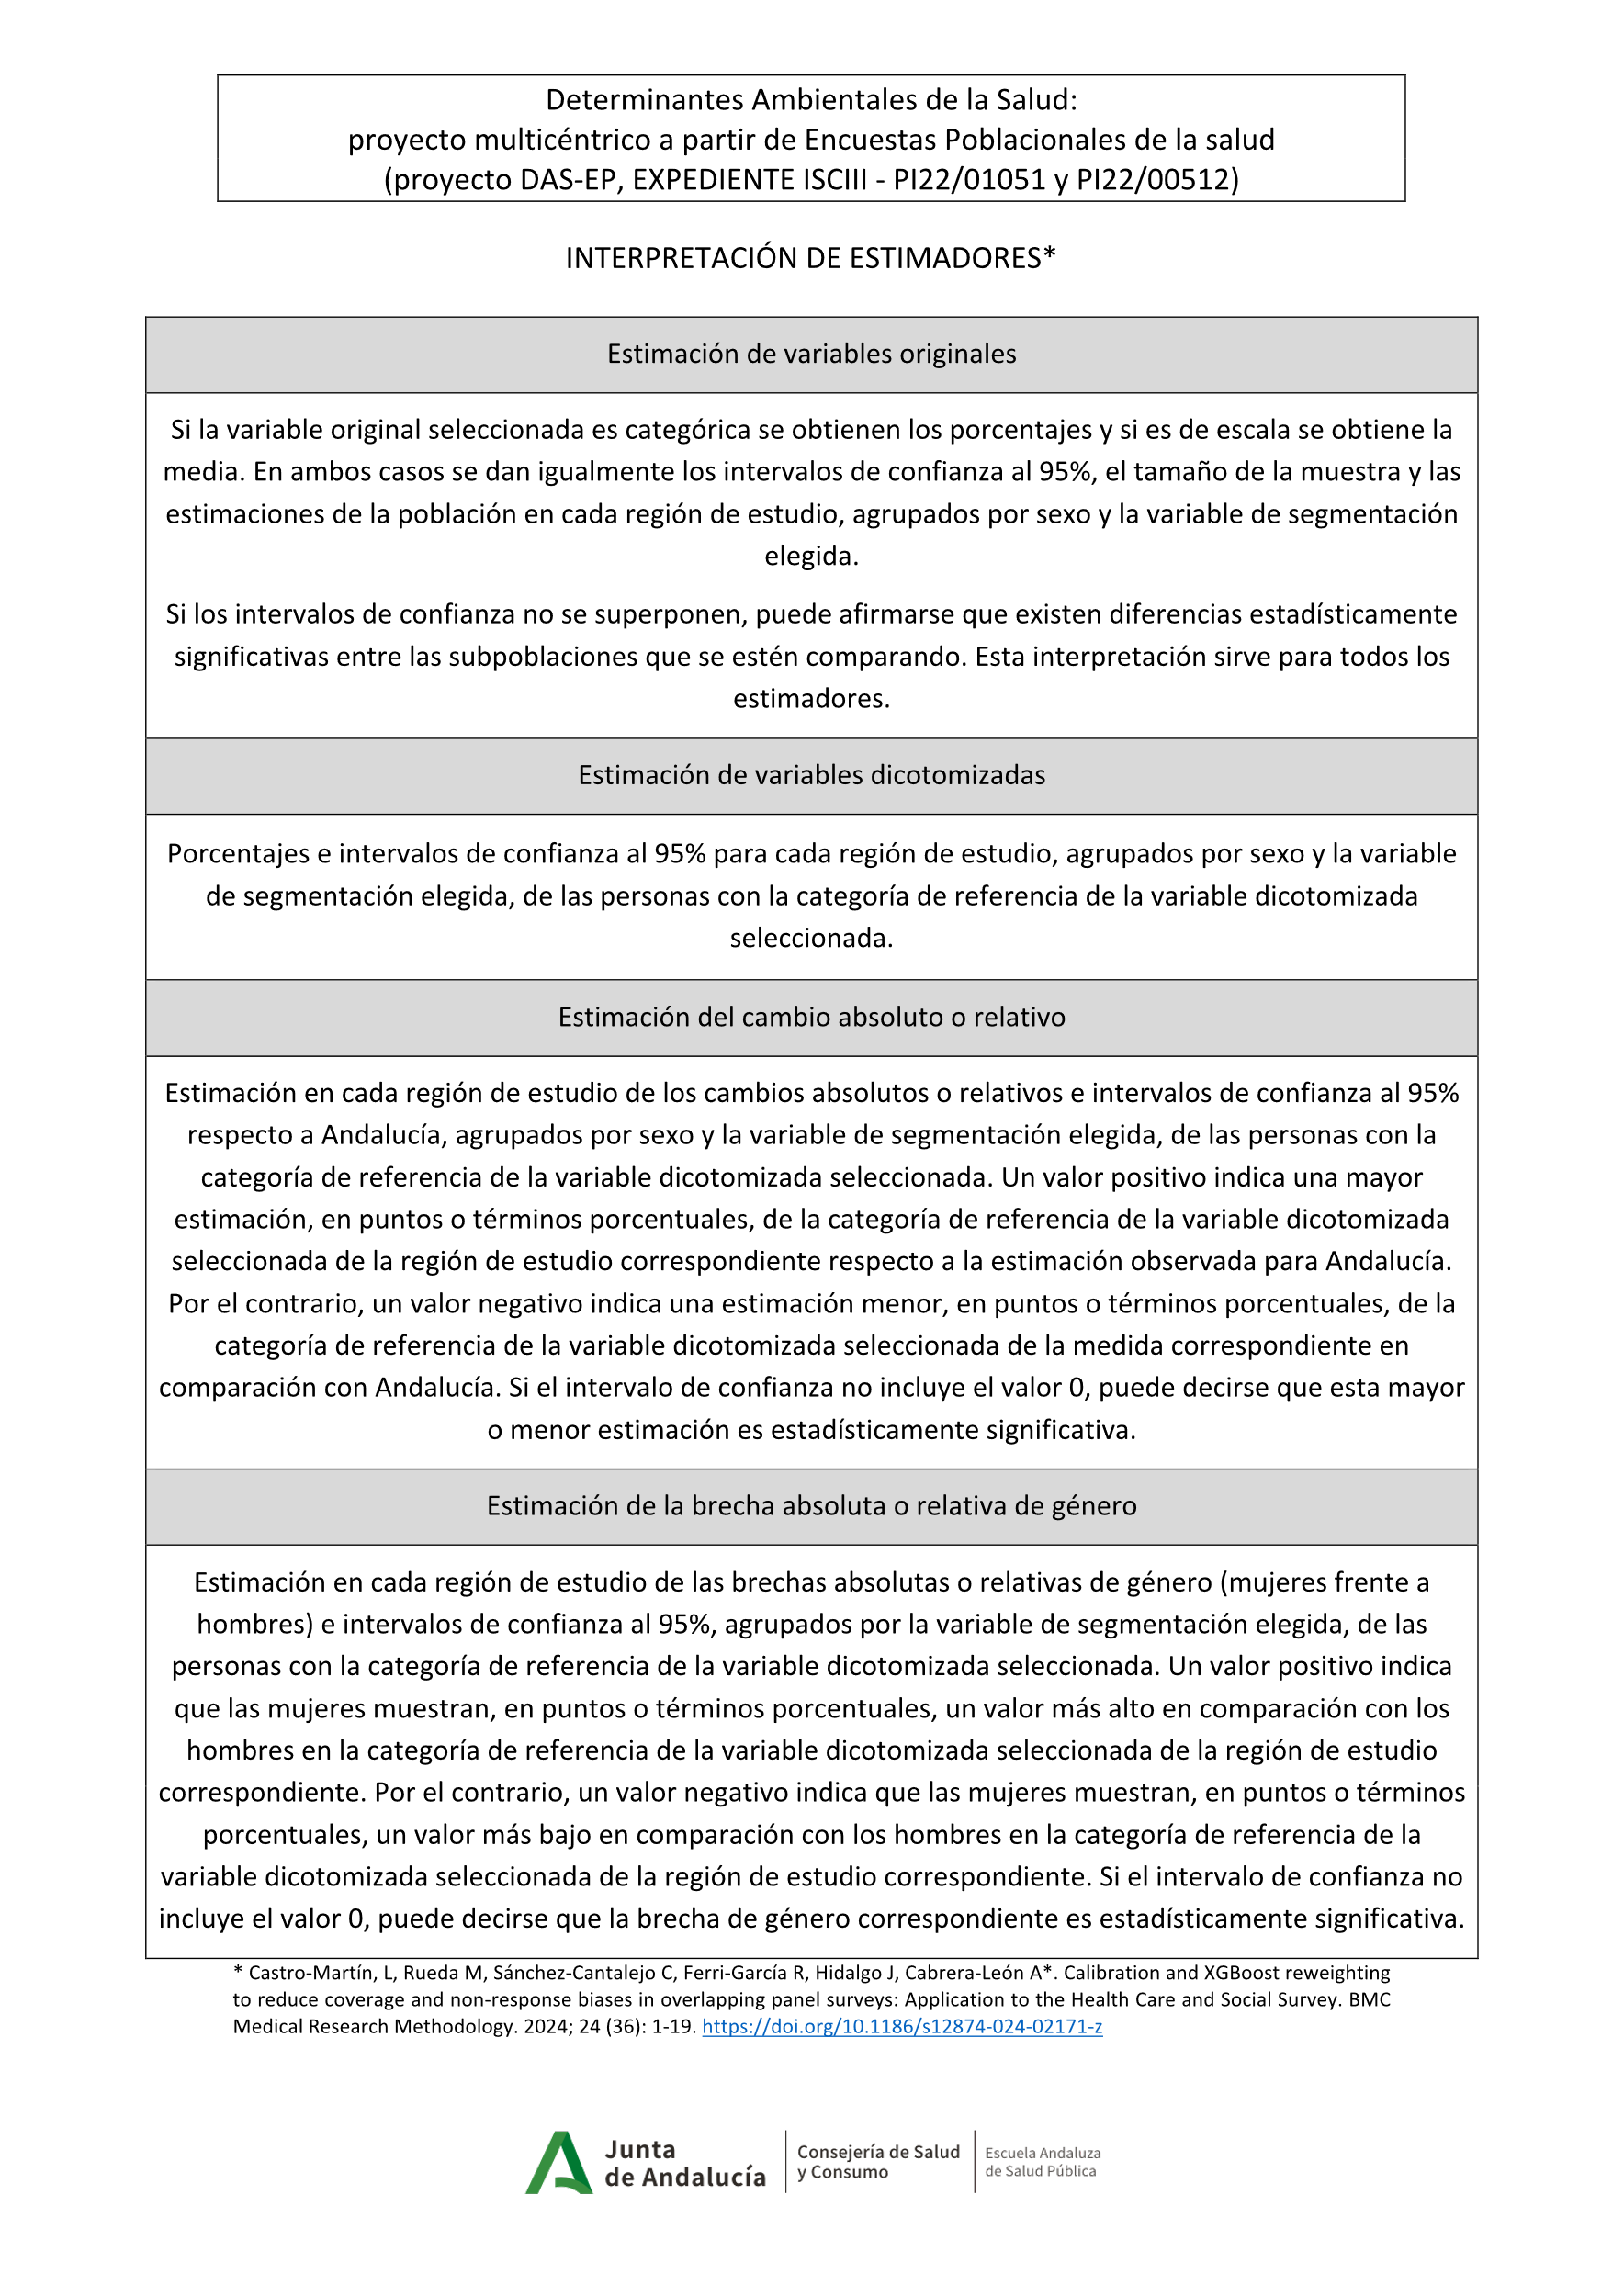 Determinantes Ambientales de la Salud:
proyecto multicéntrico a partir de Encuestas Poblacionales de la salud
(proyecto DAS-EP, EXPEDIENTE ISCIII - PI22/01051 y PI22/00512)
INTERPRETACIÓN DE ESTIMADORES*
Estimación de variables originales
Si la variable original seleccionada es categórica se obtienen los porcentajes y si es de escala se obtiene la
media. En ambos casos se dan igualmente los intervalos de confianza al 95%, el tamaño de la muestra y las
estimaciones de la población en cada región de estudio, agrupados por sexo y la variable de segmentación
elegida.
Si los intervalos de confianza no se superponen, puede afirmarse que existen diferencias estadísticamente
significativas entre las subpoblaciones que se estén comparando. Esta interpretación sirve para todos los
estimadores.
Estimación de variables dicotomizadas
Porcentajes e intervalos de confianza al 95% para cada región de estudio, agrupados por sexo y la variable
de segmentación elegida, de las personas con la categoría de referencia de la variable dicotomizada
seleccionada.
Estimación del cambio absoluto o relativo
Estimación en cada región de estudio de los cambios absolutos o relativos e intervalos de confianza al 95%
respecto a Andalucía, agrupados por sexo y la variable de segmentación elegida, de las personas con la
categoría de referencia de la variable dicotomizada seleccionada. Un valor positivo indica una mayor
estimación, en puntos o términos porcentuales, de la categoría de referencia de la variable dicotomizada
seleccionada de la región de estudio correspondiente respecto a la estimación observada para Andalucía.
Por el contrario, un valor negativo indica una estimación menor, en puntos o términos porcentuales, de la
categoría de referencia de la variable dicotomizada seleccionada de la medida correspondiente en
comparación con Andalucía. Si el intervalo de confianza no incluye el valor 0, puede decirse que esta mayor
o menor estimación es estadísticamente significativa.
Estimación de la brecha absoluta o relativa de género
Estimación en cada región de estudio de las brechas absolutas o relativas de género (mujeres frente a
hombres) e intervalos de confianza al 95%, agrupados por la variable de segmentación elegida, de las
personas con la categoría de referencia de la variable dicotomizada seleccionada. Un valor positivo indica
que las mujeres muestran, en puntos o términos porcentuales, un valor más alto en comparación con los
hombres en la categoría de referencia de la variable dicotomizada seleccionada de la región de estudio
correspondiente. Por el contrario, un valor negativo indica que las mujeres muestran, en puntos o términos
porcentuales, un valor más bajo en comparación con los hombres en la categoría de referencia de la
variable dicotomizada seleccionada de la región de estudio correspondiente. Si el intervalo de confianza no
incluye el valor 0, puede decirse que la brecha de género correspondiente es estadísticamente significativa.
* Castro-Martín, L, Rueda M, Sánchez-Cantalejo C, Ferri-García R, Hidalgo J, Cabrera-León A*. Calibration and XGBoost reweighting
to reduce coverage and non-response biases in overlapping panel surveys: Application to the Health Care and Social Survey. BMC
Medical Research Methodology. 2024; 24 (36): 1-19. https://doi.org/10.1186/s12874-024-02171-z
Junta
de Andalucía
Consejería de Salud
y Consumo
Escuela Andaluza
de Salud Pública